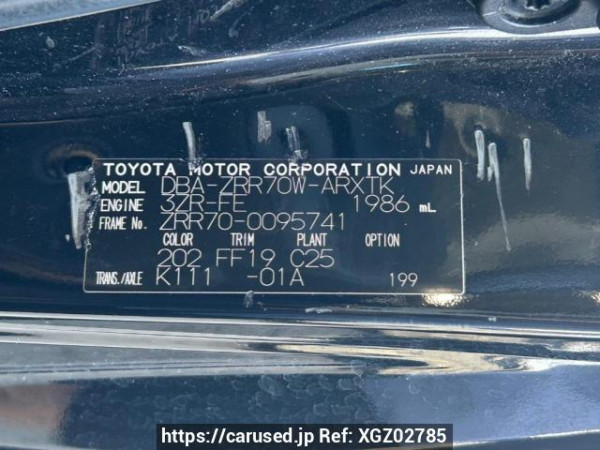 TOYOTA MOTOR CORPORATION JAPAN
MODEL DBA-ZRR70W-ARXTK
ENGINE 3ZR-FE 1986 mL
FRAME No. ZRR70-0095741
COLOR TRIM PLANT OPTION
202 FF19 C25
TRANS./AXLE K111 -01A 199
https://carused.jp Ref: XGZ02785